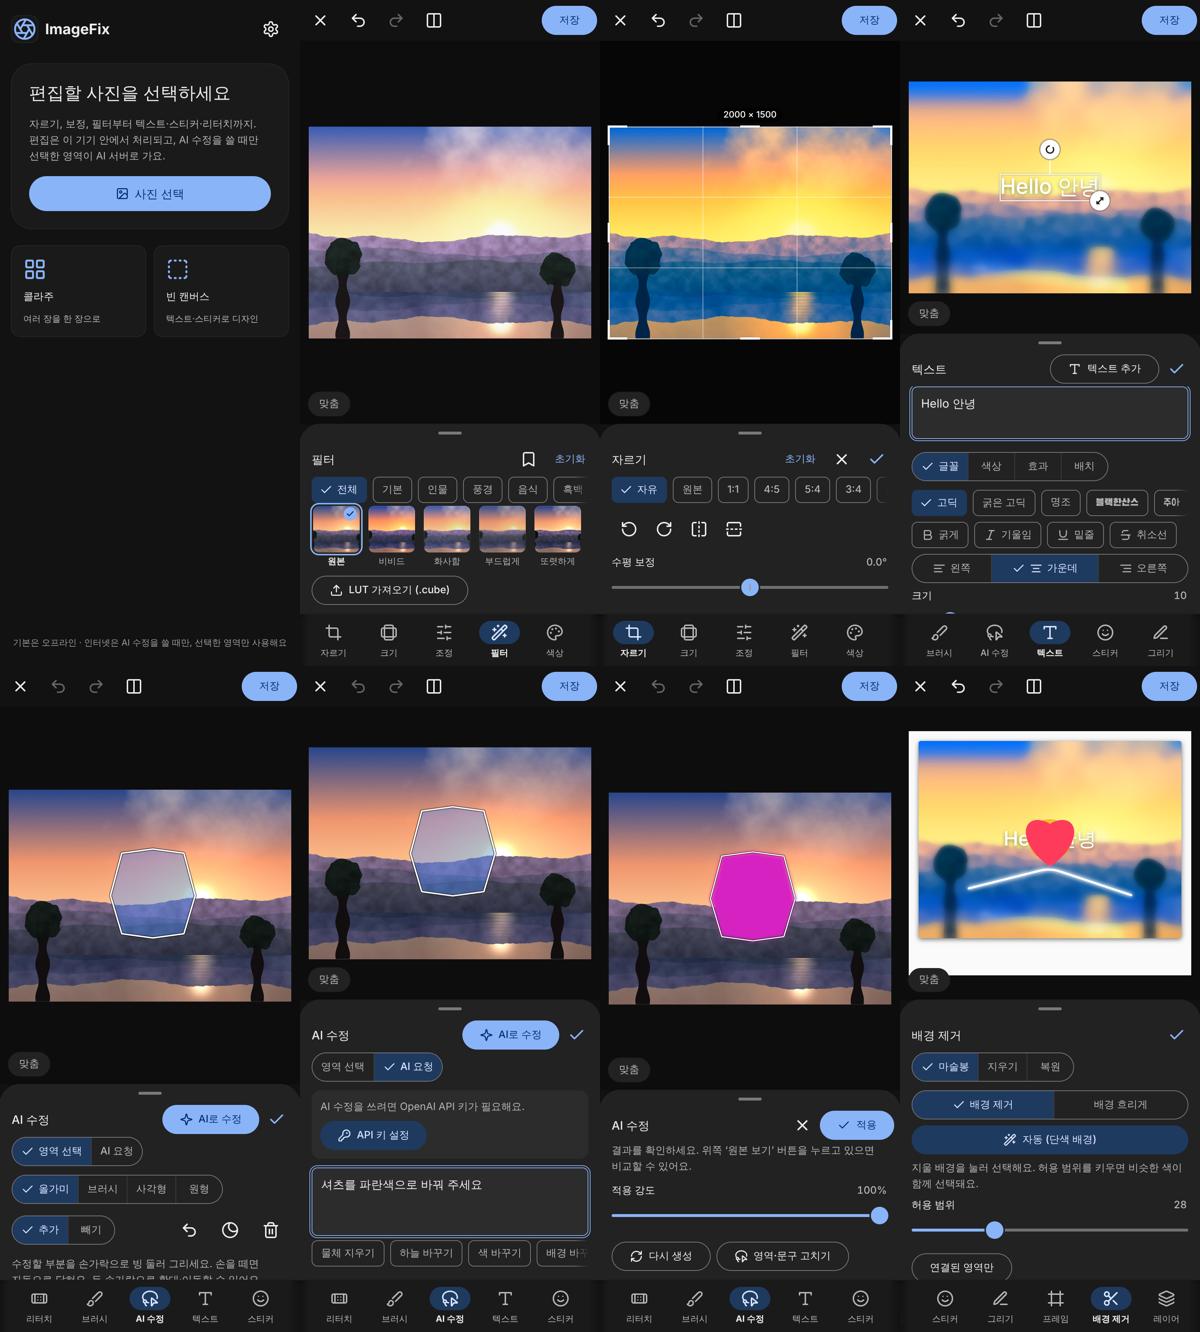 ImageFix
편집할 사진을 선택하세요
자르기, 보정, 필터부터 텍스트·스티커·리터치까지.
편집은 이 기기 안에서 처리되고, AI 수정을 쓸 때만
선택한 영역이 AI 서버로 가요.
사진 선택
콜라주
여러 장을 한 장으로
빈 캔버스
텍스트·스티커로 디자인
기본은 오프라인 · 인터넷은 AI 수정을 쓸 때만, 선택한 영역만 사용해요
저장
맞춤
필터
초기화
전체 기본 인물 풍경 음식 흑백
원본 비비드 화사함 부드럽게 또렷하게
LUT 가져오기 (.cube)
자르기 크기 조정 필터 색상
저장
2000 × 1500
맞춤
자르기
초기화
자유 원본 1:1 4:5 5:4 3:4
수평 보정 0.0°
자르기 크기 조정 필터 색상
저장
Hello 안녕
맞춤
텍스트
텍스트 추가
Hello 안녕
글꼴 색상 효과 배치
고딕 굵은 고딕 명조 블랙한산스 주아
굵게 기울임 밑줄 취소선
왼쪽 가운데 오른쪽
크기 10
브러시 AI 수정 텍스트 스티커 그리기
저장
맞춤
AI 수정
AI로 수정
영역 선택 AI 요청
올가미 브러시 사각형 원형
추가 빼기
수정할 부분을 손가락으로 빙 둘러 그리세요. 손을 떼면
리터치 브러시 AI 수정 텍스트 스티커
저장
맞춤
AI 수정
AI로 수정
영역 선택 AI 요청
AI 수정을 쓰려면 OpenAI API 키가 필요해요.
API 키 설정
셔츠를 파란색으로 바꿔 주세요
물체 지우기 하늘 바꾸기 색 바꾸기 배경
리터치 브러시 AI 수정 텍스트 스티커
저장
맞춤
AI 수정
적용
결과를 확인하세요. 위쪽 '원본 보기' 버튼을 누르고 있으면
비교할 수 있어요.
적용 강도 100%
다시 생성 영역·문구 고치기
리터치 브러시 AI 수정 텍스트 스티커
저장
He 녕
맞춤
배경 제거
마술봉 지우기 복원
배경 제거 배경 흐리게
자동 (단색 배경)
지울 배경을 눌러 선택해요. 허용 범위를 키우면 비슷한 색이
함께 선택돼요.
허용 범위 28
연결된 영역만
스티커 그리기 프레임 배경 제거 레이어